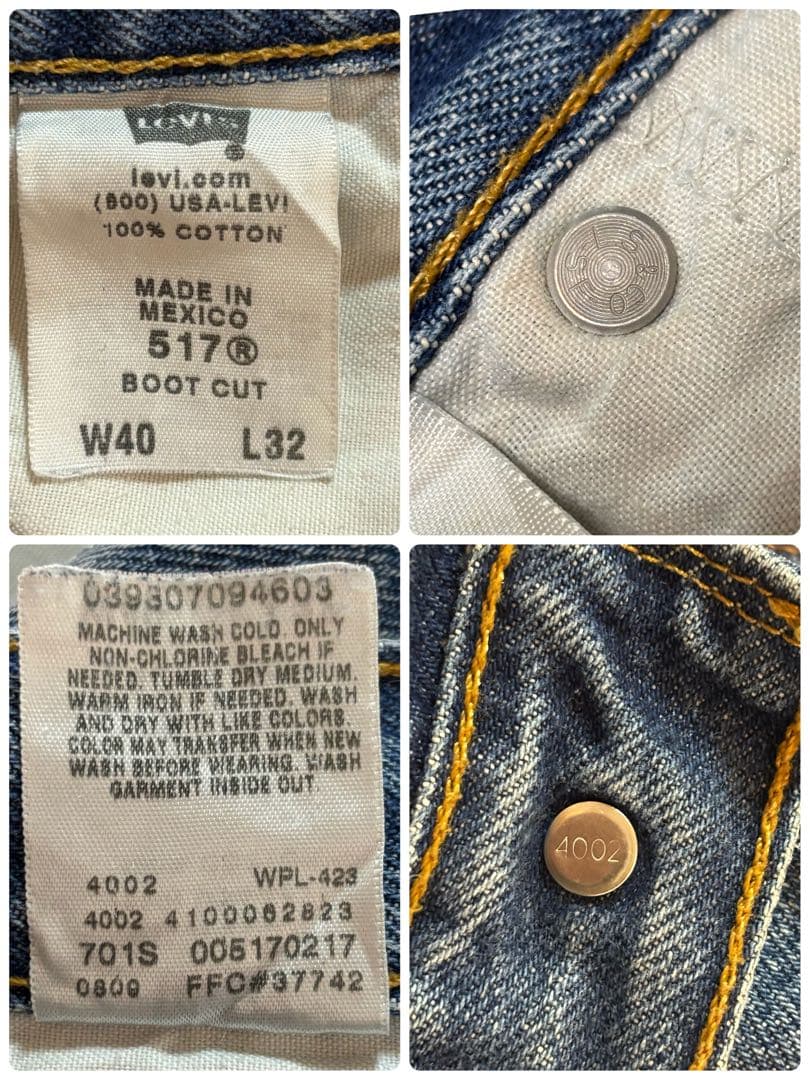 LEVI'S
®
levi.com
(800) USA-LEVI
100% COTTON
MADE IN
MEXICO
517®
BOOT CUT
W40 L32
LS&CO
039307094603
MACHINE WASH COLD. ONLY
NON-CHLORINE BLEACH IF
NEEDED. TUMBLE DRY MEDIUM.
WARM IRON IF NEEDED. WASH
AND DRY WITH LIKE COLORS.
COLOR MAY TRANSFER WHEN NEW
WASH BEFORE WEARING. WASH
GARMENT INSIDE OUT
4002 WPL-423
4002 4100062823
701S 005170217
0809 FFC#37742
4002